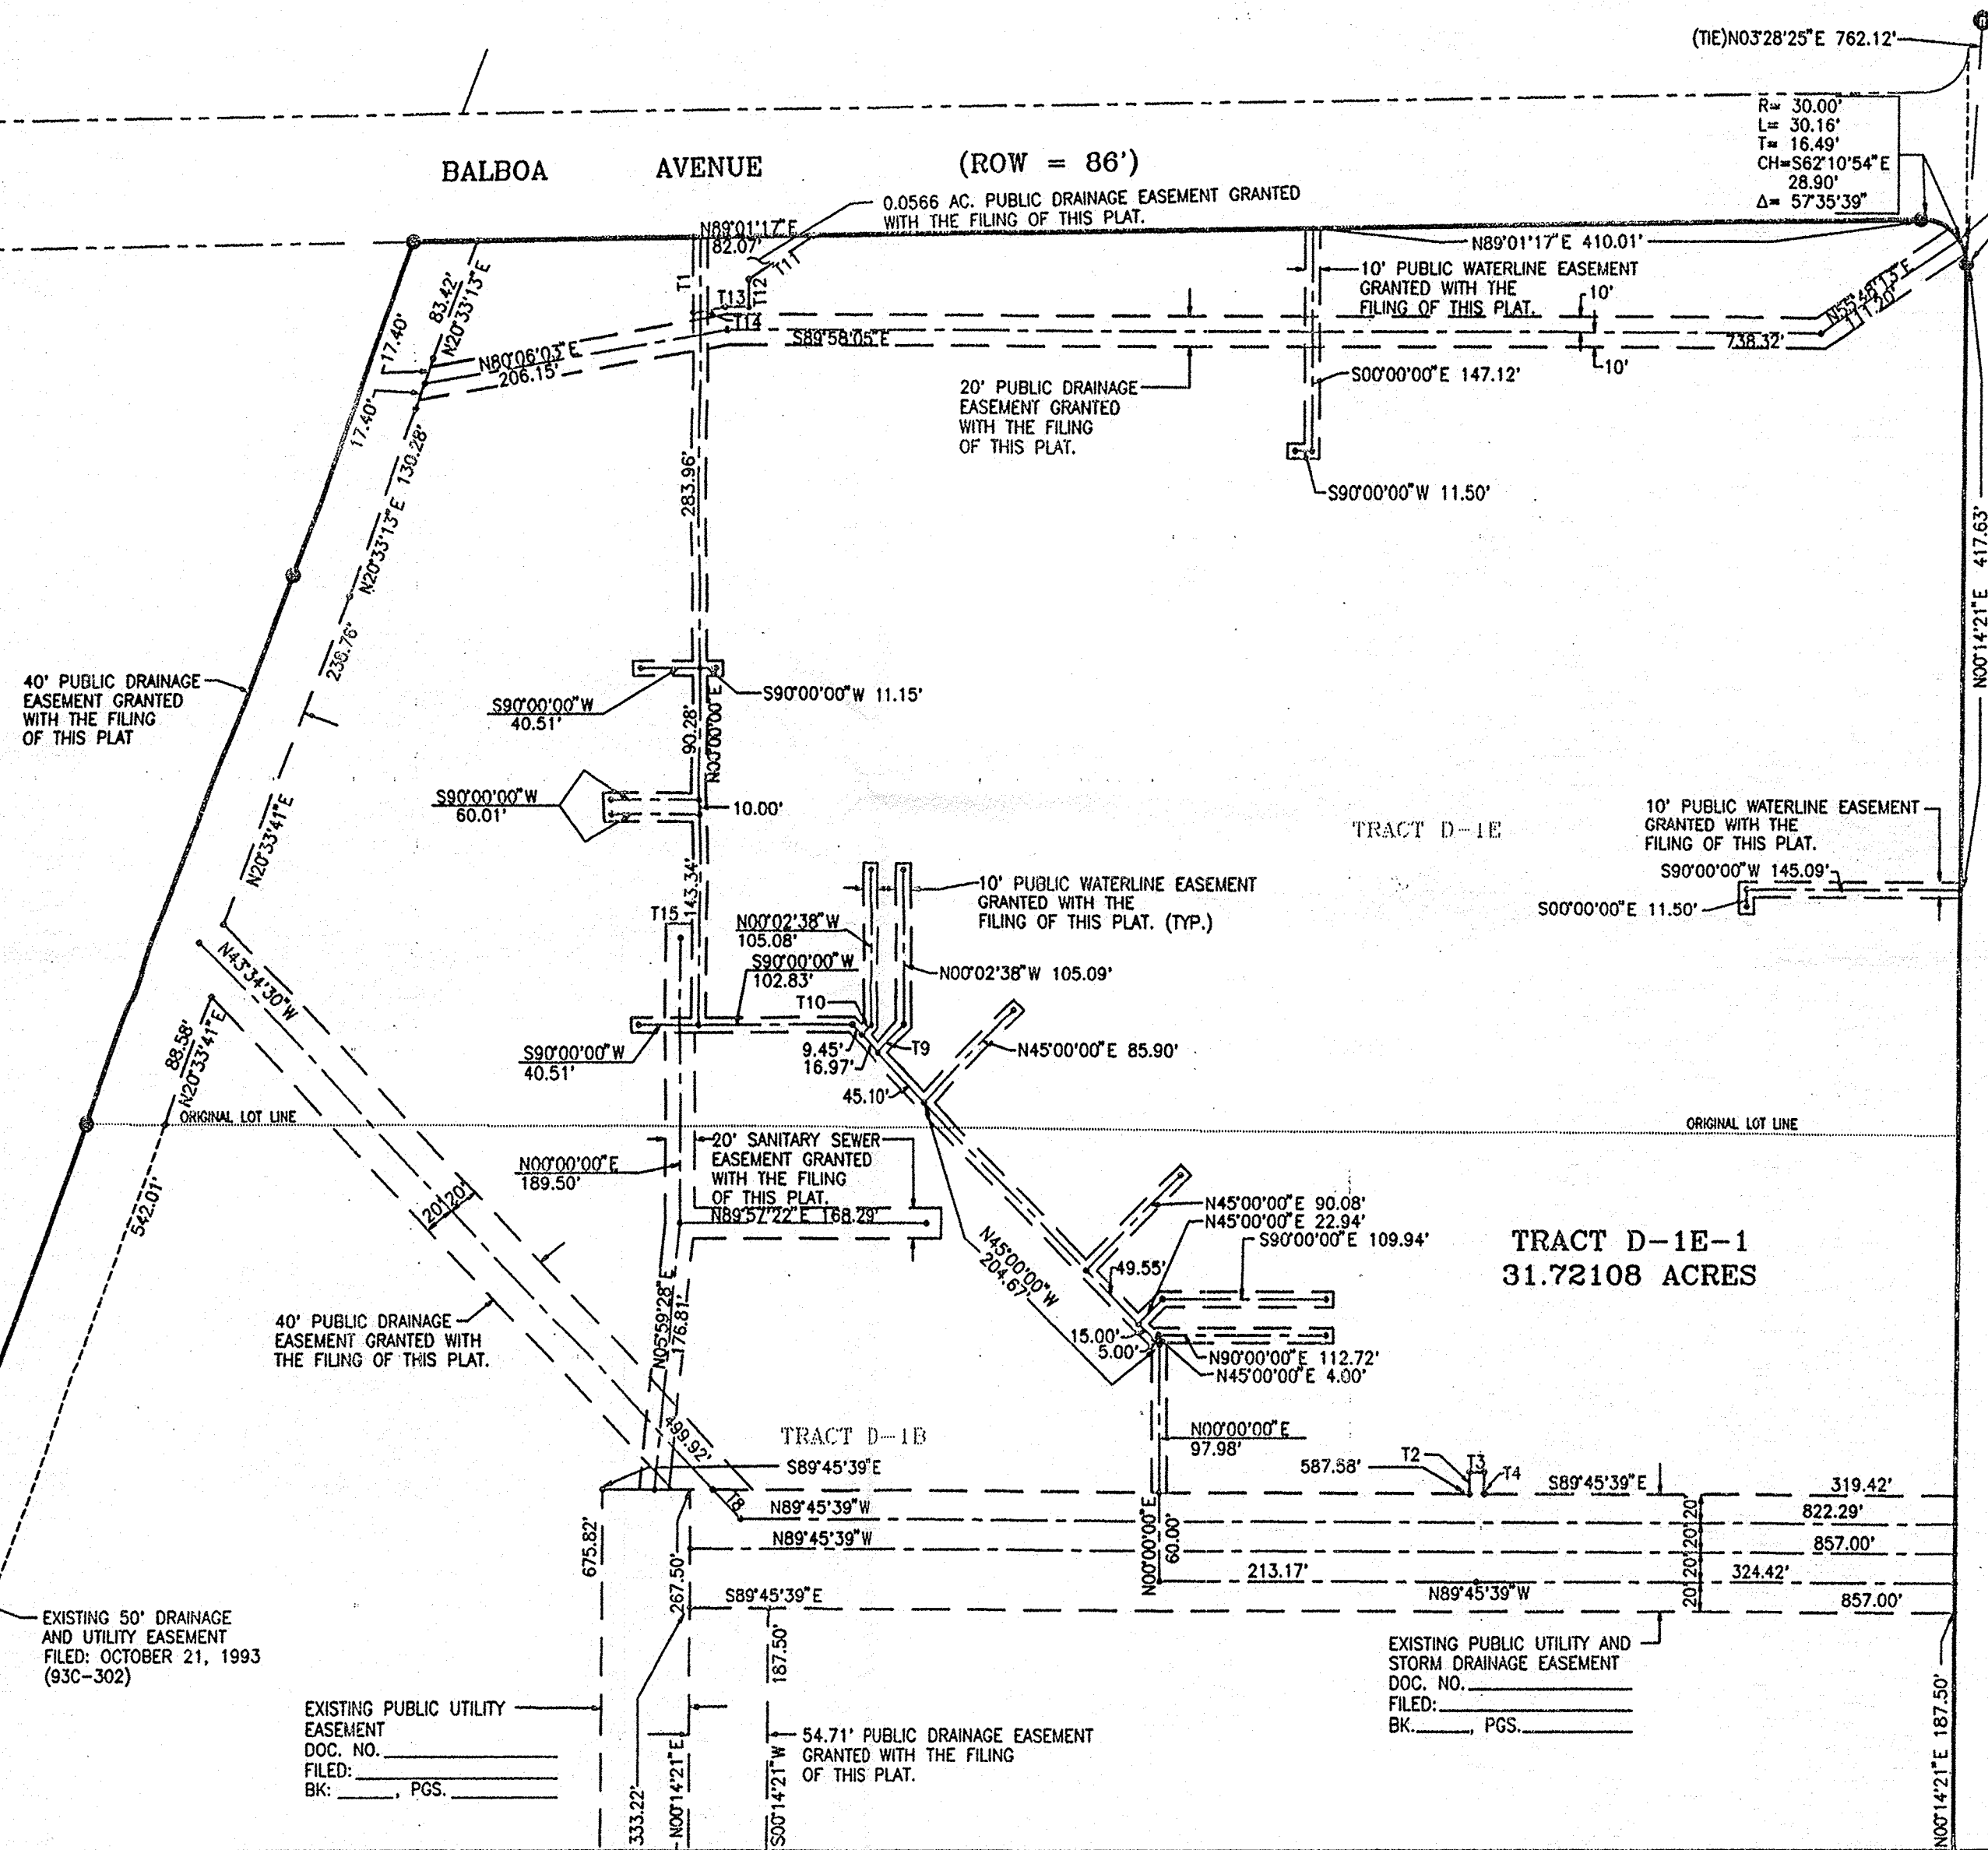 (TIE)N03°28'25"E 762.12'
R= 30.00'
L= 30.16'
T= 16.49'
CH=S62°10'54"E
28.90'
Δ= 57°35'39"
BALBOA AVENUE (ROW = 86')
0.0566 AC. PUBLIC DRAINAGE EASEMENT GRANTED
WITH THE FILING OF THIS PLAT.
N89°01'17"E
82.07'
N89°01'17"E 410.01'
T1
T11
T12
T13
T14
10' PUBLIC WATERLINE EASEMENT
GRANTED WITH THE
FILING OF THIS PLAT.
10'
10'
N55°48'13"E
111.20'
83.42'
N20°33'13"E
17.40'
17.40'
N80°06'03"E
206.15'
S89°58'05"E
738.32'
20' PUBLIC DRAINAGE
EASEMENT GRANTED
WITH THE FILING
OF THIS PLAT.
S00°00'00"E 147.12'
S90°00'00"W 11.50'
N20°33'13"E 130.28'
283.96'
N00°14'21"E 417.63'
40' PUBLIC DRAINAGE
EASEMENT GRANTED
WITH THE FILING
OF THIS PLAT
S90°00'00"W
40.51'
S90°00'00"W 11.15'
90.28'
N00°00'00"E
N20°33'41"E
S90°00'00"W
60.01'
10.00'
TRACT D-1E
10' PUBLIC WATERLINE EASEMENT
GRANTED WITH THE
FILING OF THIS PLAT.
S90°00'00"W 145.09'
S00°00'00"E 11.50'
143.34'
10' PUBLIC WATERLINE EASEMENT
GRANTED WITH THE
FILING OF THIS PLAT. (TYP.)
T15
N00°02'38"W
105.08'
S90°00'00"W
102.83'
N00°02'38"W 105.09'
T10
N43°34'30"W
88.58'
N20°33'41"E
S90°00'00"W
40.51'
9.45'
16.97'
T9
N45°00'00"E 85.90'
45.10'
ORIGINAL LOT LINE
ORIGINAL LOT LINE
20' SANITARY SEWER
EASEMENT GRANTED
WITH THE FILING
OF THIS PLAT.
N00°00'00"E
189.50'
N89°57'22"E 168.29'
542.01'
20'
20'
N45°00'00"E 90.08'
N45°00'00"E 22.94'
S90°00'00"E 109.94'
TRACT D-1E-1
31.72108 ACRES
N45°00'00"W
204.67'
49.55'
15.00'
5.00'
N90°00'00"E 112.72'
N45°00'00"E 4.00'
40' PUBLIC DRAINAGE
EASEMENT GRANTED WITH
THE FILING OF THIS PLAT.
N05°59'28"E
176.81'
499.92'
TRACT D-1B
N00°00'00"E
97.98'
S89°45'39"E
587.58'
T2
T3
T4
S89°45'39"E
319.42'
T8
N89°45'39"W
822.29'
N89°45'39"W
857.00'
N00°00'00"E
60.00'
20'
20'
20'
20'
675.82'
267.50'
213.17'
324.42'
N89°45'39"W
S89°45'39"E
857.00'
EXISTING 50' DRAINAGE
AND UTILITY EASEMENT
FILED: OCTOBER 21, 1993
(93C-302)
187.50'
EXISTING PUBLIC UTILITY AND
STORM DRAINAGE EASEMENT
DOC. NO.
FILED:
BK. , PGS.
EXISTING PUBLIC UTILITY
EASEMENT
DOC. NO.
FILED:
BK: , PGS.
54.71' PUBLIC DRAINAGE EASEMENT
GRANTED WITH THE FILING
OF THIS PLAT.
333.22'
N00°14'21"E
S00°14'21"W
N00°14'21"E 187.50'